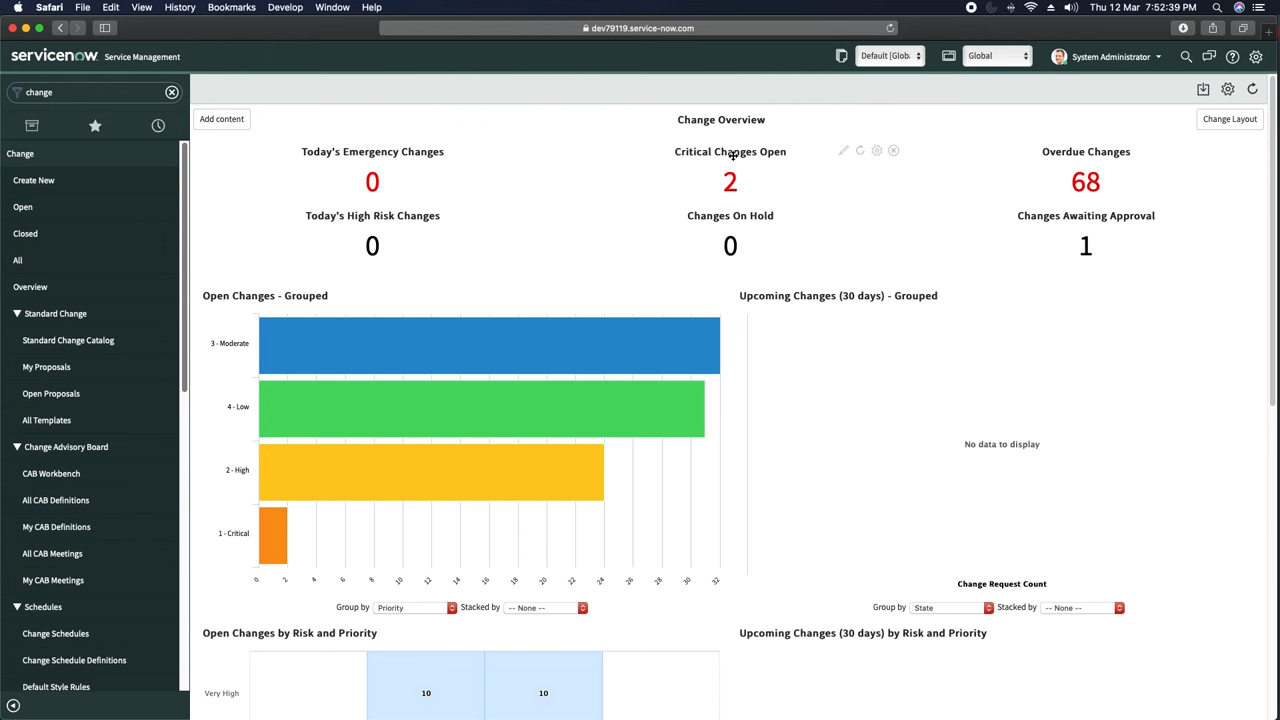 Safari File Edit View History Bookmarks Develop Window Help
Thu 12 Mar 7:52:39 PM
dev79119.service-now.com
servicenow Service Management
Default [Globa
Global
System Administrator
change
Add content
Change Overview
Change Layout
Change
Create New
Open
Closed
All
Overview
Standard Change
Standard Change Catalog
My Proposals
Open Proposals
All Templates
Change Advisory Board
CAB Workbench
All CAB Definitions
My CAB Definitions
All CAB Meetings
My CAB Meetings
Schedules
Change Schedules
Change Schedule Definitions
Default Style Rules
Today's Emergency Changes
0
Critical Changes Open
2
Overdue Changes
68
Today's High Risk Changes
0
Changes On Hold
0
Changes Awaiting Approval
1
Open Changes - Grouped
3 - Moderate
4 - Low
2 - High
1 - Critical
0 2 4 6 8 10 12 14 16 18 20 22 24 26 28 30 32
Group by Priority Stacked by -- None --
Upcoming Changes (30 days) - Grouped
No data to display
Change Request Count
Group by State Stacked by -- None --
Open Changes by Risk and Priority
Very High
10
10
Upcoming Changes (30 days) by Risk and Priority